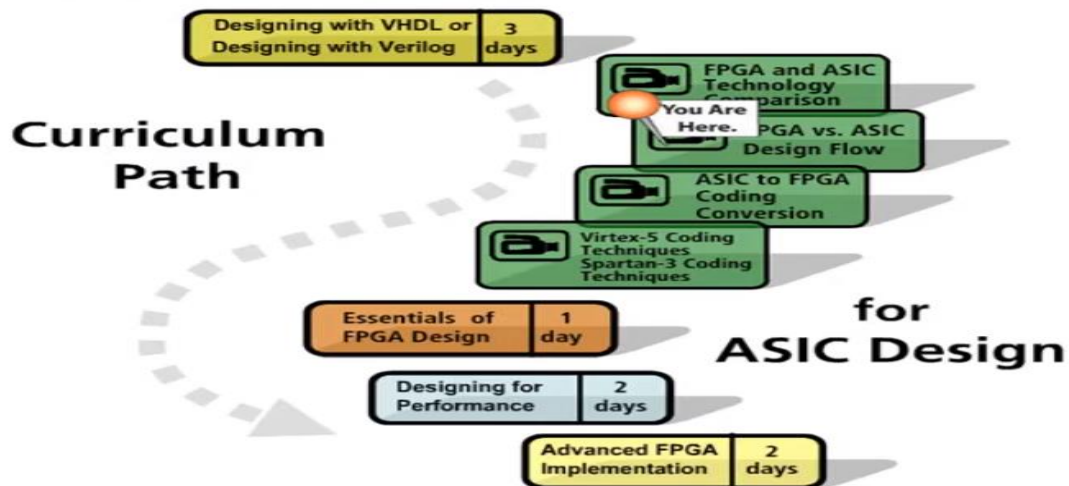 Designing with VHDL or
Designing with Verilog
3
days
FPGA and ASIC
Technology
Comparison
You Are
Here.
FPGA vs. ASIC
Design Flow
Curriculum
Path
ASIC to FPGA
Coding
Conversion
Virtex-5 Coding
Techniques
Spartan-3 Coding
Techniques
Essentials of
FPGA Design
1
day
for
ASIC Design
Designing for
Performance
2
days
Advanced FPGA
Implementation
2
days